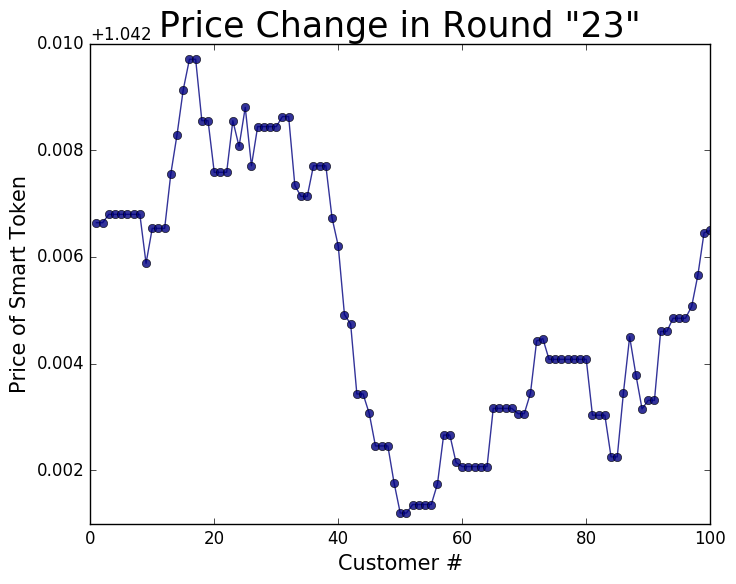 Price Change in Round "23"
+1.042
0.010
0.008
0.006
0.004
0.002
Price of Smart Token
0 20 40 60 80 100
Customer #